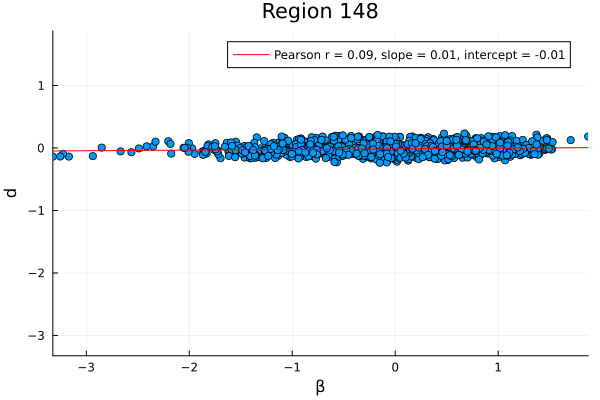 Region 148
Pearson r = 0.09, slope = 0.01, intercept = -0.01
1
0
−1
−2
−3
d
−3 −2 −1 0 1
β